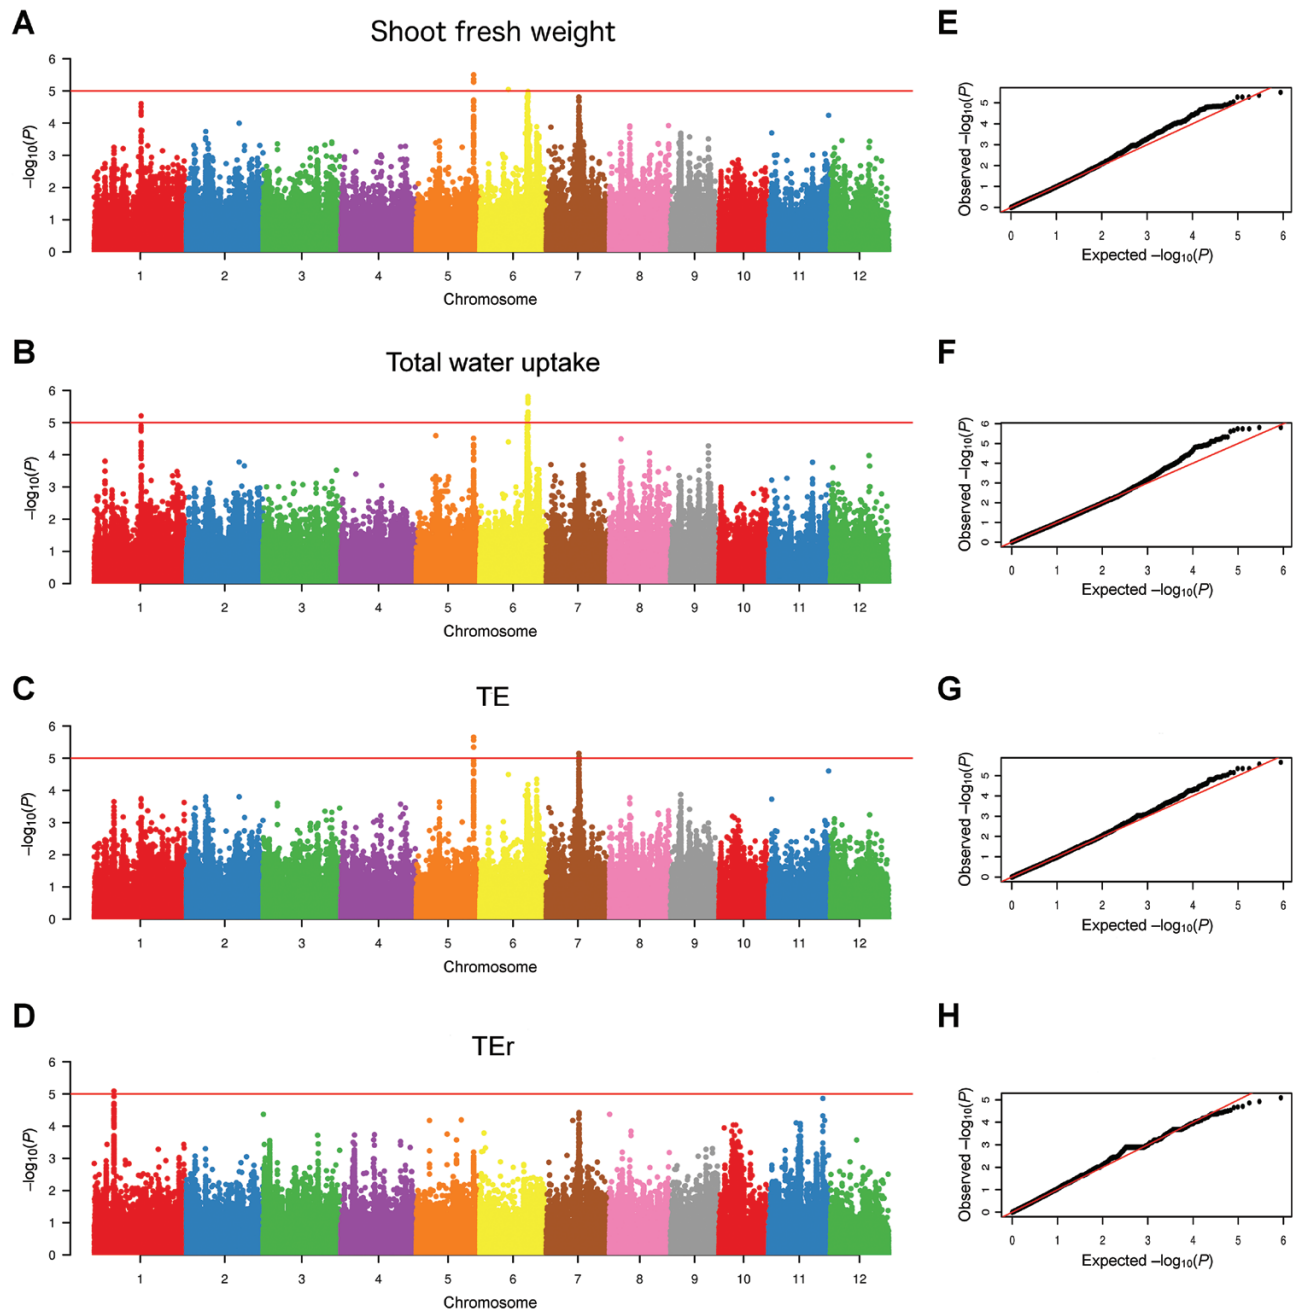 A
Shoot fresh weight
6
5
4
3
2
1
0
–log10(P)
1 2 3 4 5 6 7 8 9 10 11 12
Chromosome
E
Observed –log10(P)
5
4
3
2
1
0
0 1 2 3 4 5 6
Expected –log10(P)
B
Total water uptake
6
5
4
3
2
1
0
–log10(P)
1 2 3 4 5 6 7 8 9 10 11 12
Chromosome
F
Observed –log10(P)
6
5
4
3
2
1
0
0 1 2 3 4 5 6
Expected –log10(P)
C
TE
6
5
4
3
2
1
0
–log10(P)
1 2 3 4 5 6 7 8 9 10 11 12
Chromosome
G
Observed –log10(P)
5
4
3
2
1
0
0 1 2 3 4 5 6
Expected –log10(P)
D
TEr
6
5
4
3
2
1
0
–log10(P)
1 2 3 4 5 6 7 8 9 10 11 12
Chromosome
H
Observed –log10(P)
5
4
3
2
1
0
0 1 2 3 4 5 6
Expected –log10(P)